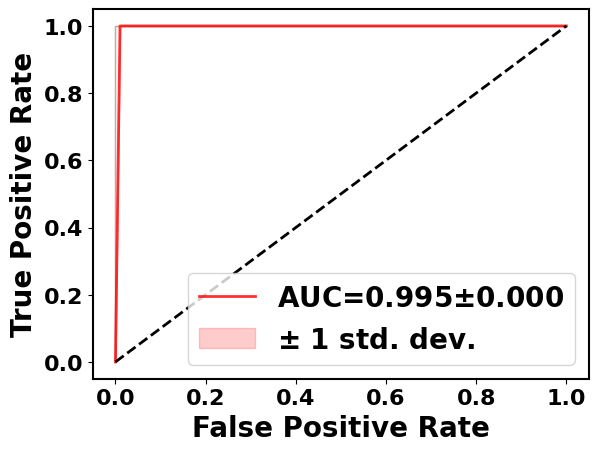 1.0
0.8
0.6
0.4
0.2
0.0
True Positive Rate
AUC=0.995±0.000
± 1 std. dev.
0.0 0.2 0.4 0.6 0.8 1.0
False Positive Rate